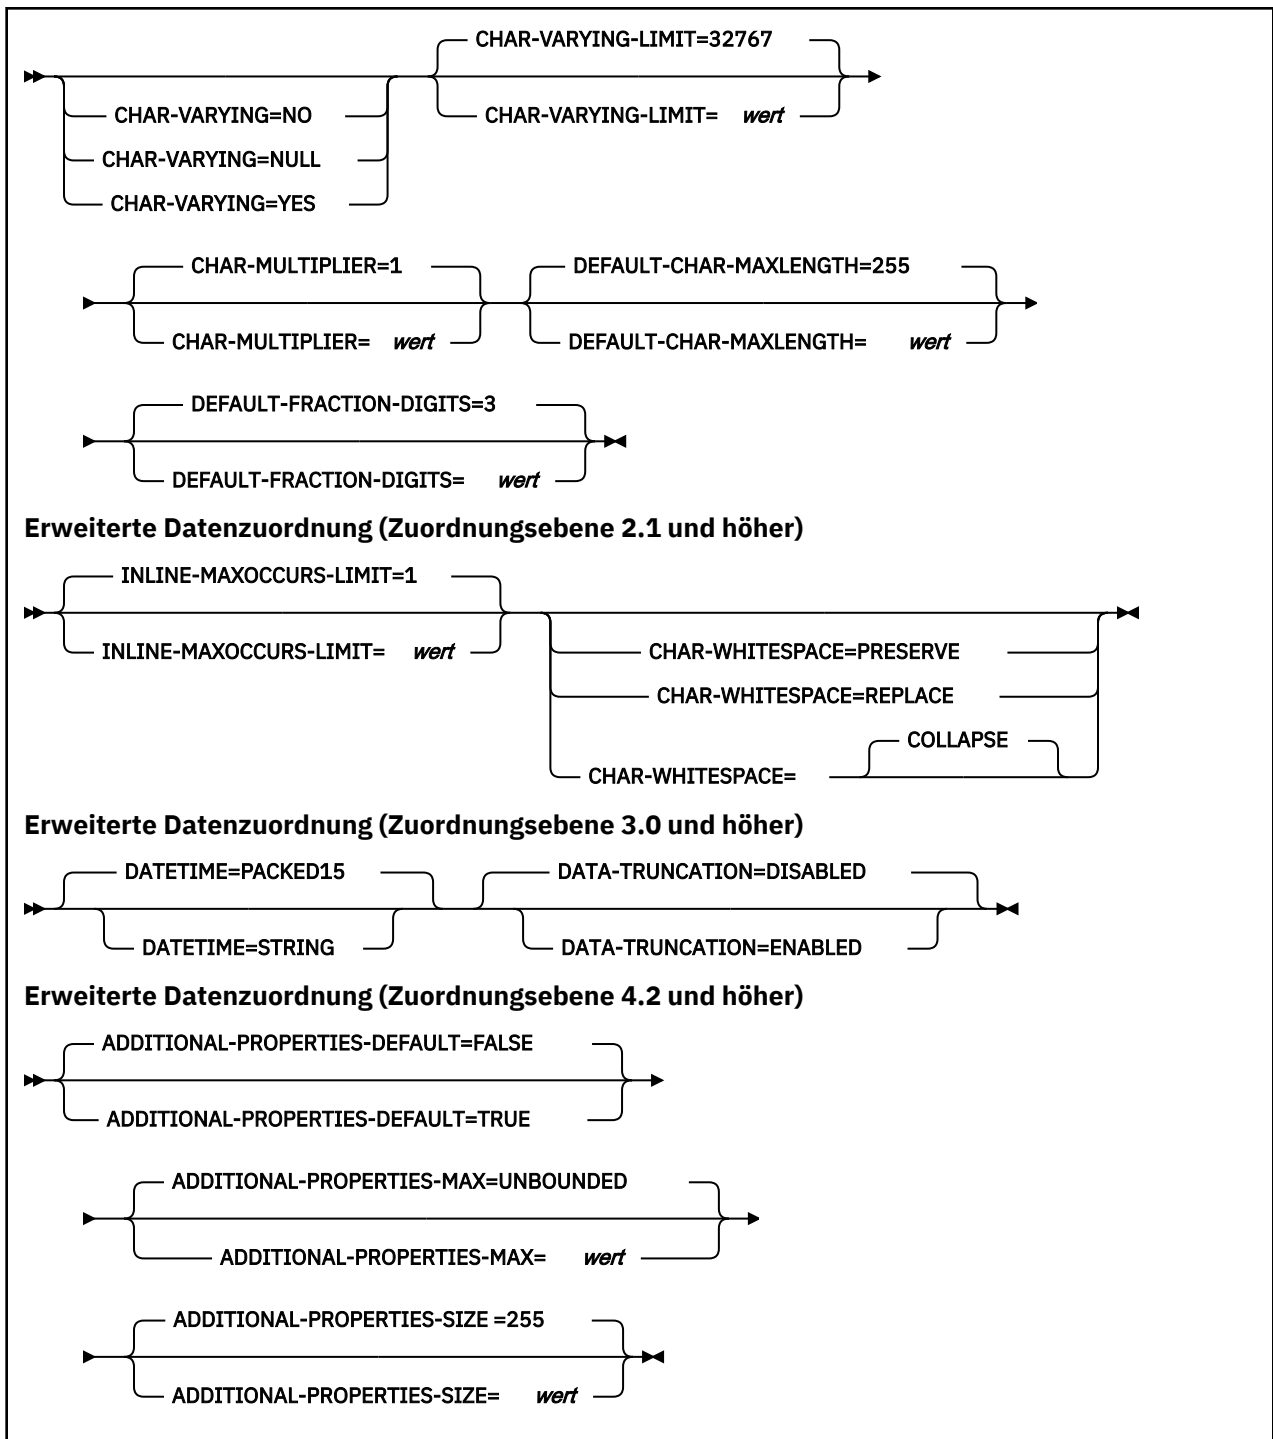 CHAR-VARYING-LIMIT=32767
CHAR-VARYING=NO
CHAR-VARYING-LIMIT= wert
CHAR-VARYING=NULL
CHAR-VARYING=YES
CHAR-MULTIPLIER=1
DEFAULT-CHAR-MAXLENGTH=255
CHAR-MULTIPLIER= wert
DEFAULT-CHAR-MAXLENGTH= wert
DEFAULT-FRACTION-DIGITS=3
DEFAULT-FRACTION-DIGITS= wert
Erweiterte Datenzuordnung (Zuordnungsebene 2.1 und höher)
INLINE-MAXOCCURS-LIMIT=1
INLINE-MAXOCCURS-LIMIT= wert
CHAR-WHITESPACE=PRESERVE
CHAR-WHITESPACE=REPLACE
COLLAPSE
CHAR-WHITESPACE=
Erweiterte Datenzuordnung (Zuordnungsebene 3.0 und höher)
DATETIME=PACKED15
DATA-TRUNCATION=DISABLED
DATETIME=STRING
DATA-TRUNCATION=ENABLED
Erweiterte Datenzuordnung (Zuordnungsebene 4.2 und höher)
ADDITIONAL-PROPERTIES-DEFAULT=FALSE
ADDITIONAL-PROPERTIES-DEFAULT=TRUE
ADDITIONAL-PROPERTIES-MAX=UNBOUNDED
ADDITIONAL-PROPERTIES-MAX= wert
ADDITIONAL-PROPERTIES-SIZE =255
ADDITIONAL-PROPERTIES-SIZE= wert